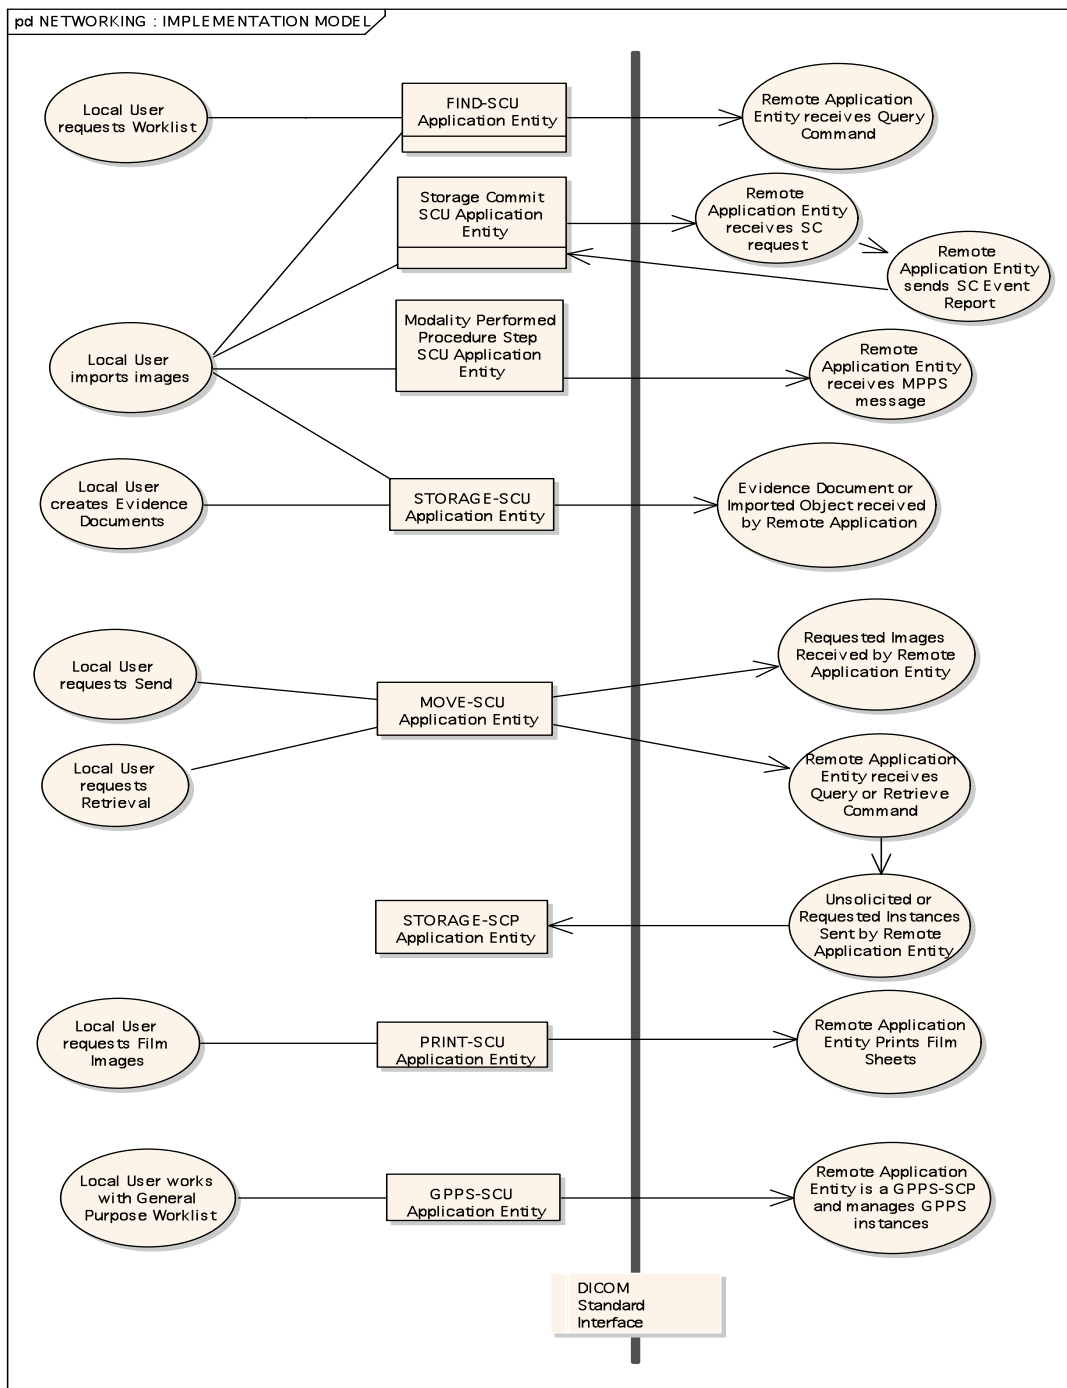 pd NETWORKING : IMPLEMENTATION MODEL
Local User
requests Worklist
FIND-SCU
Application Entity
Remote Application
Entity receives Query
Command
Storage Commit
SCU Application
Entity
Remote
Application Entity
receives SC
request
Remote
Application Entity
sends SC Event
Report
Local User
imports images
Modality Performed
Procedure Step
SCU Application
Entity
Remote
Application Entity
receives MPPS
message
Local User
creates Evidence
Documents
STORAGE-SCU
Application Entity
Evidence Document or
Imported Object received
by Remote Application
Local User
requests Send
MOVE-SCU
Application Entity
Requested Images
Received by Remote
Application Entity
Local User
requests
Retrieval
Remote Application
Entity receives
Query or Retrieve
Command
STORAGE-SCP
Application Entity
Unsolicited or
Requested Instances
Sent by Remote
Application Entity
Local User
requests Film
Images
PRINT-SCU
Application Entity
Remote Application
Entity Prints Film
Sheets
Local User works
with General
Purpose Worklist
GPPS-SCU
Application Entity
Remote Application
Entity is a GPPS-SCP
and manages GPPS
instances
DICOM
Standard
Interface